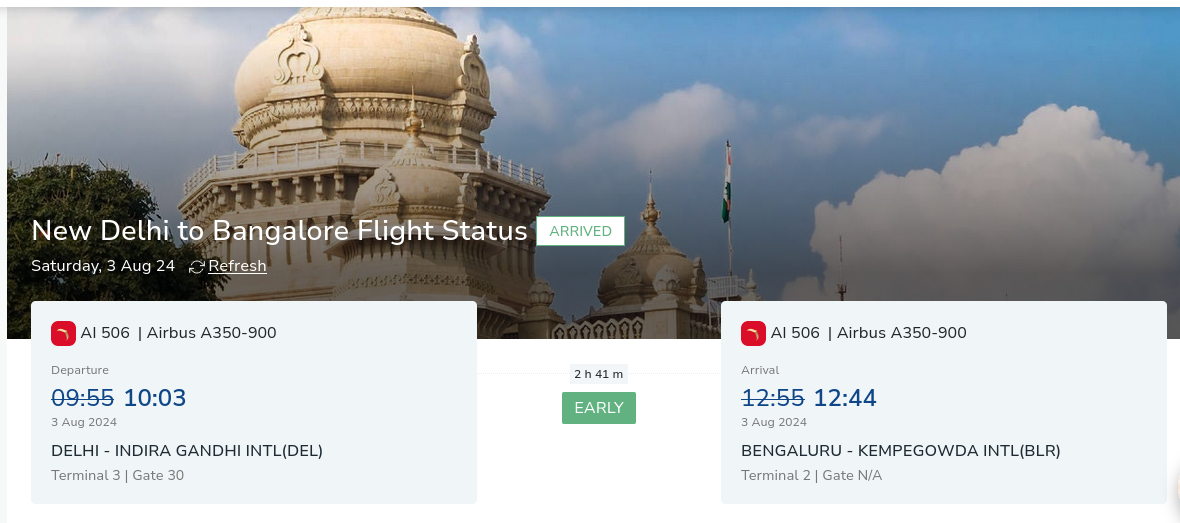 New Delhi to Bangalore Flight Status ARRIVED
Saturday, 3 Aug 24 Refresh
AI 506 | Airbus A350-900
Departure
09:55 10:03
3 Aug 2024
DELHI - INDIRA GANDHI INTL(DEL)
Terminal 3 | Gate 30
2 h 41 m
EARLY
AI 506 | Airbus A350-900
Arrival
12:55 12:44
3 Aug 2024
BENGALURU - KEMPEGOWDA INTL(BLR)
Terminal 2 | Gate N/A